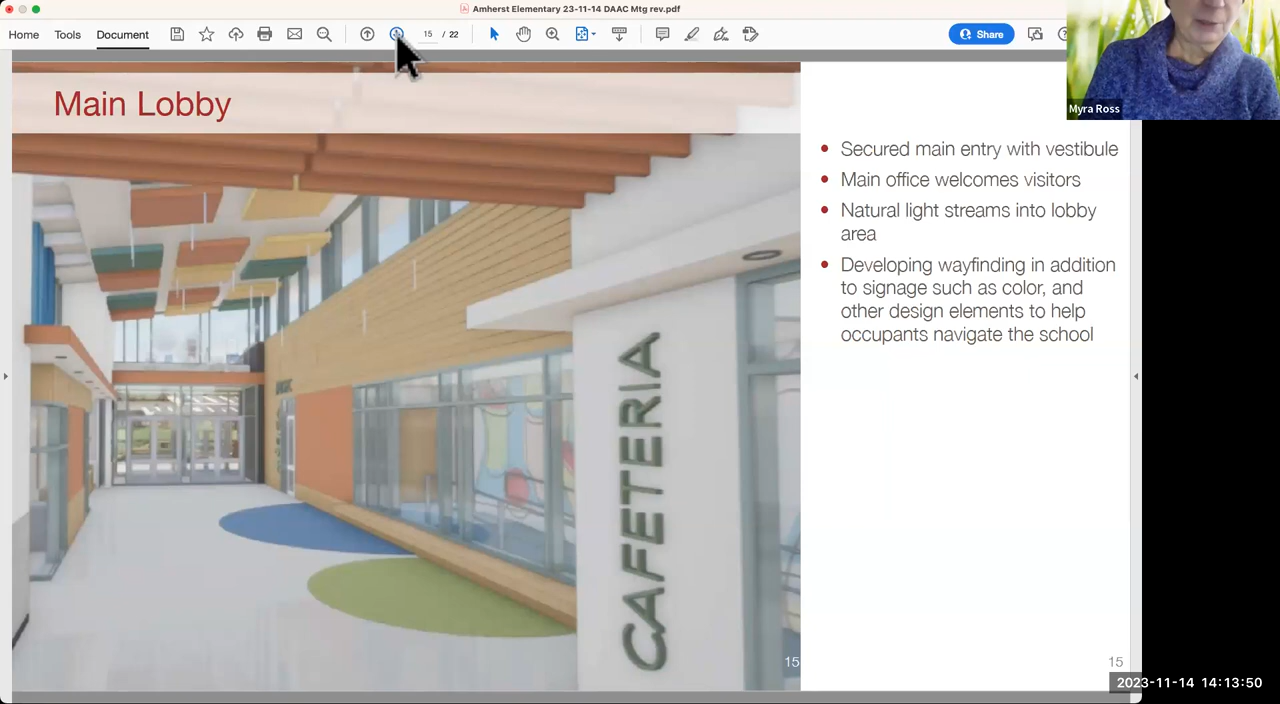 Amherst Elementary 23-11-14 DAAC Mtg rev.pdf
Home Tools Document 15 / 22 Share
Myra Ross
Main Lobby
• Secured main entry with vestibule
• Main office welcomes visitors
• Natural light streams into lobby
area
• Developing wayfinding in addition
to signage such as color, and
other design elements to help
occupants navigate the school
CAFETERIA
15
15
2023-11-14 14:13:50